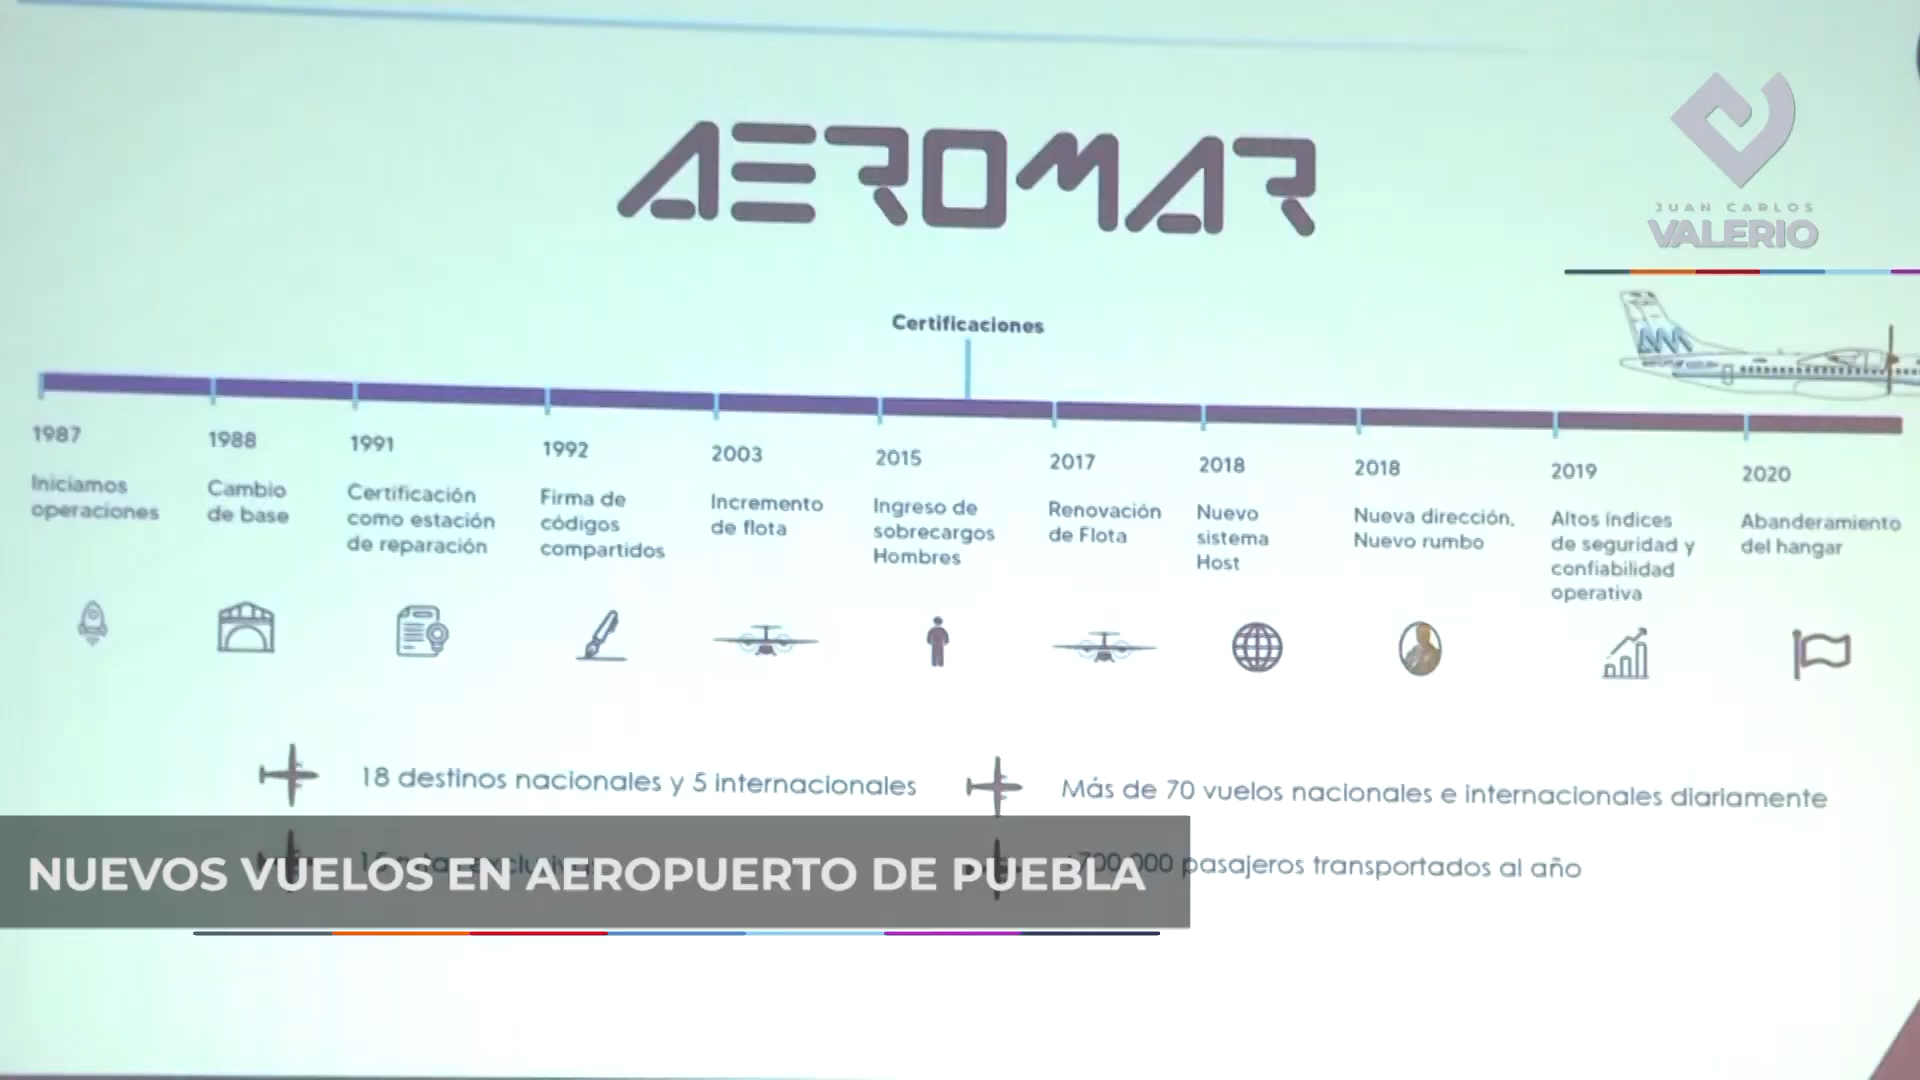 AEROMAR
JUAN CARLOS
VALERIO
Certificaciones
1987
Iniciamos
operaciones
1988
Cambio
de base
1991
Certificación
como estación
de reparación
1992
Firma de
códigos
compartidos
2003
Incremento
de flota
2015
Ingreso de
sobrecargos
Hombres
2017
Renovación
de Flota
2018
Nuevo
sistema
Host
2018
Nueva dirección,
Nuevo rumbo
2019
Altos índices
de seguridad y
confiabilidad
operativa
2020
Abanderamiento
del hangar
18 destinos nacionales y 5 internacionales
Más de 70 vuelos nacionales e internacionales diariamente
pasajeros transportados al año
NUEVOS VUELOS EN AEROPUERTO DE PUEBLA